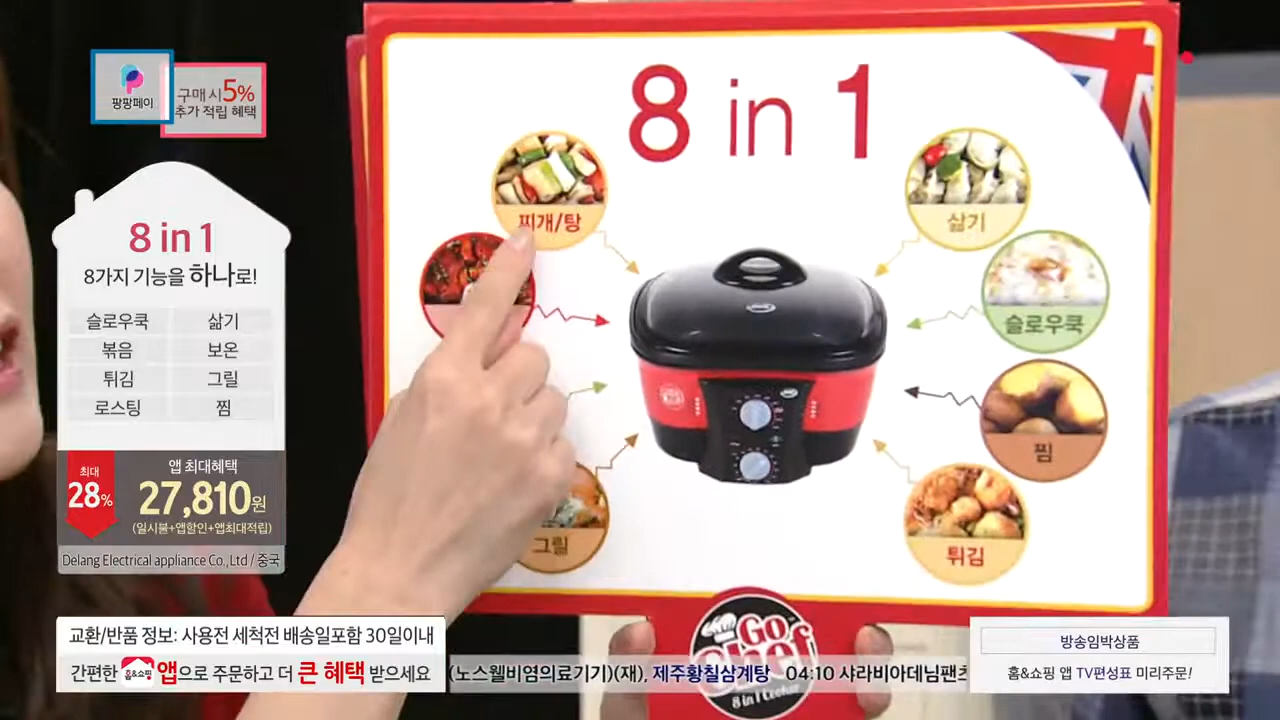 팡팡페이
구매 시 5%
추가 적립 혜택
8 in 1
8가지 기능을 하나로!
슬로우쿡 삶기
볶음 보온
튀김 그릴
로스팅 찜
최대
28%
앱 최대혜택
27,810원
(일시불+앱할인+앱최대적립)
Delang Electrical appliance Co.,Ltd / 중국
8 in 1
찌개/탕
삶기
슬로우쿡
찜
그릴
튀김
Go
Chef
8 in 1 Cooker
교환/반품 정보: 사용전 세척전 배송일포함 30일이내
간편한 홈&쇼핑 앱으로 주문하고 더 큰 혜택 받으세요
(노스웰비염의료기기)(재), 제주황칠삼계탕 04:10 샤라비아데님팬츠
방송임박상품
홈&쇼핑 앱 TV편성표 미리주문!